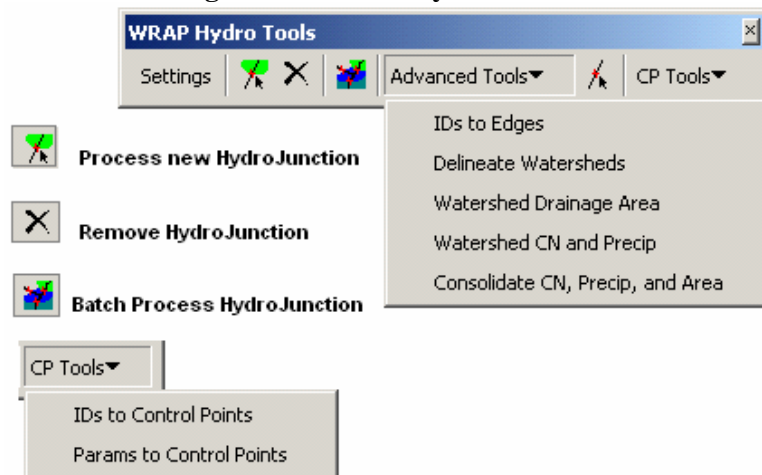 WRAP Hydro Tools
Settings Advanced Tools CP Tools
IDs to Edges
Delineate Watersheds
Watershed Drainage Area
Watershed CN and Precip
Consolidate CN, Precip, and Area
Process new HydroJunction
Remove HydroJunction
Batch Process HydroJunction
CP Tools
IDs to Control Points
Params to Control Points